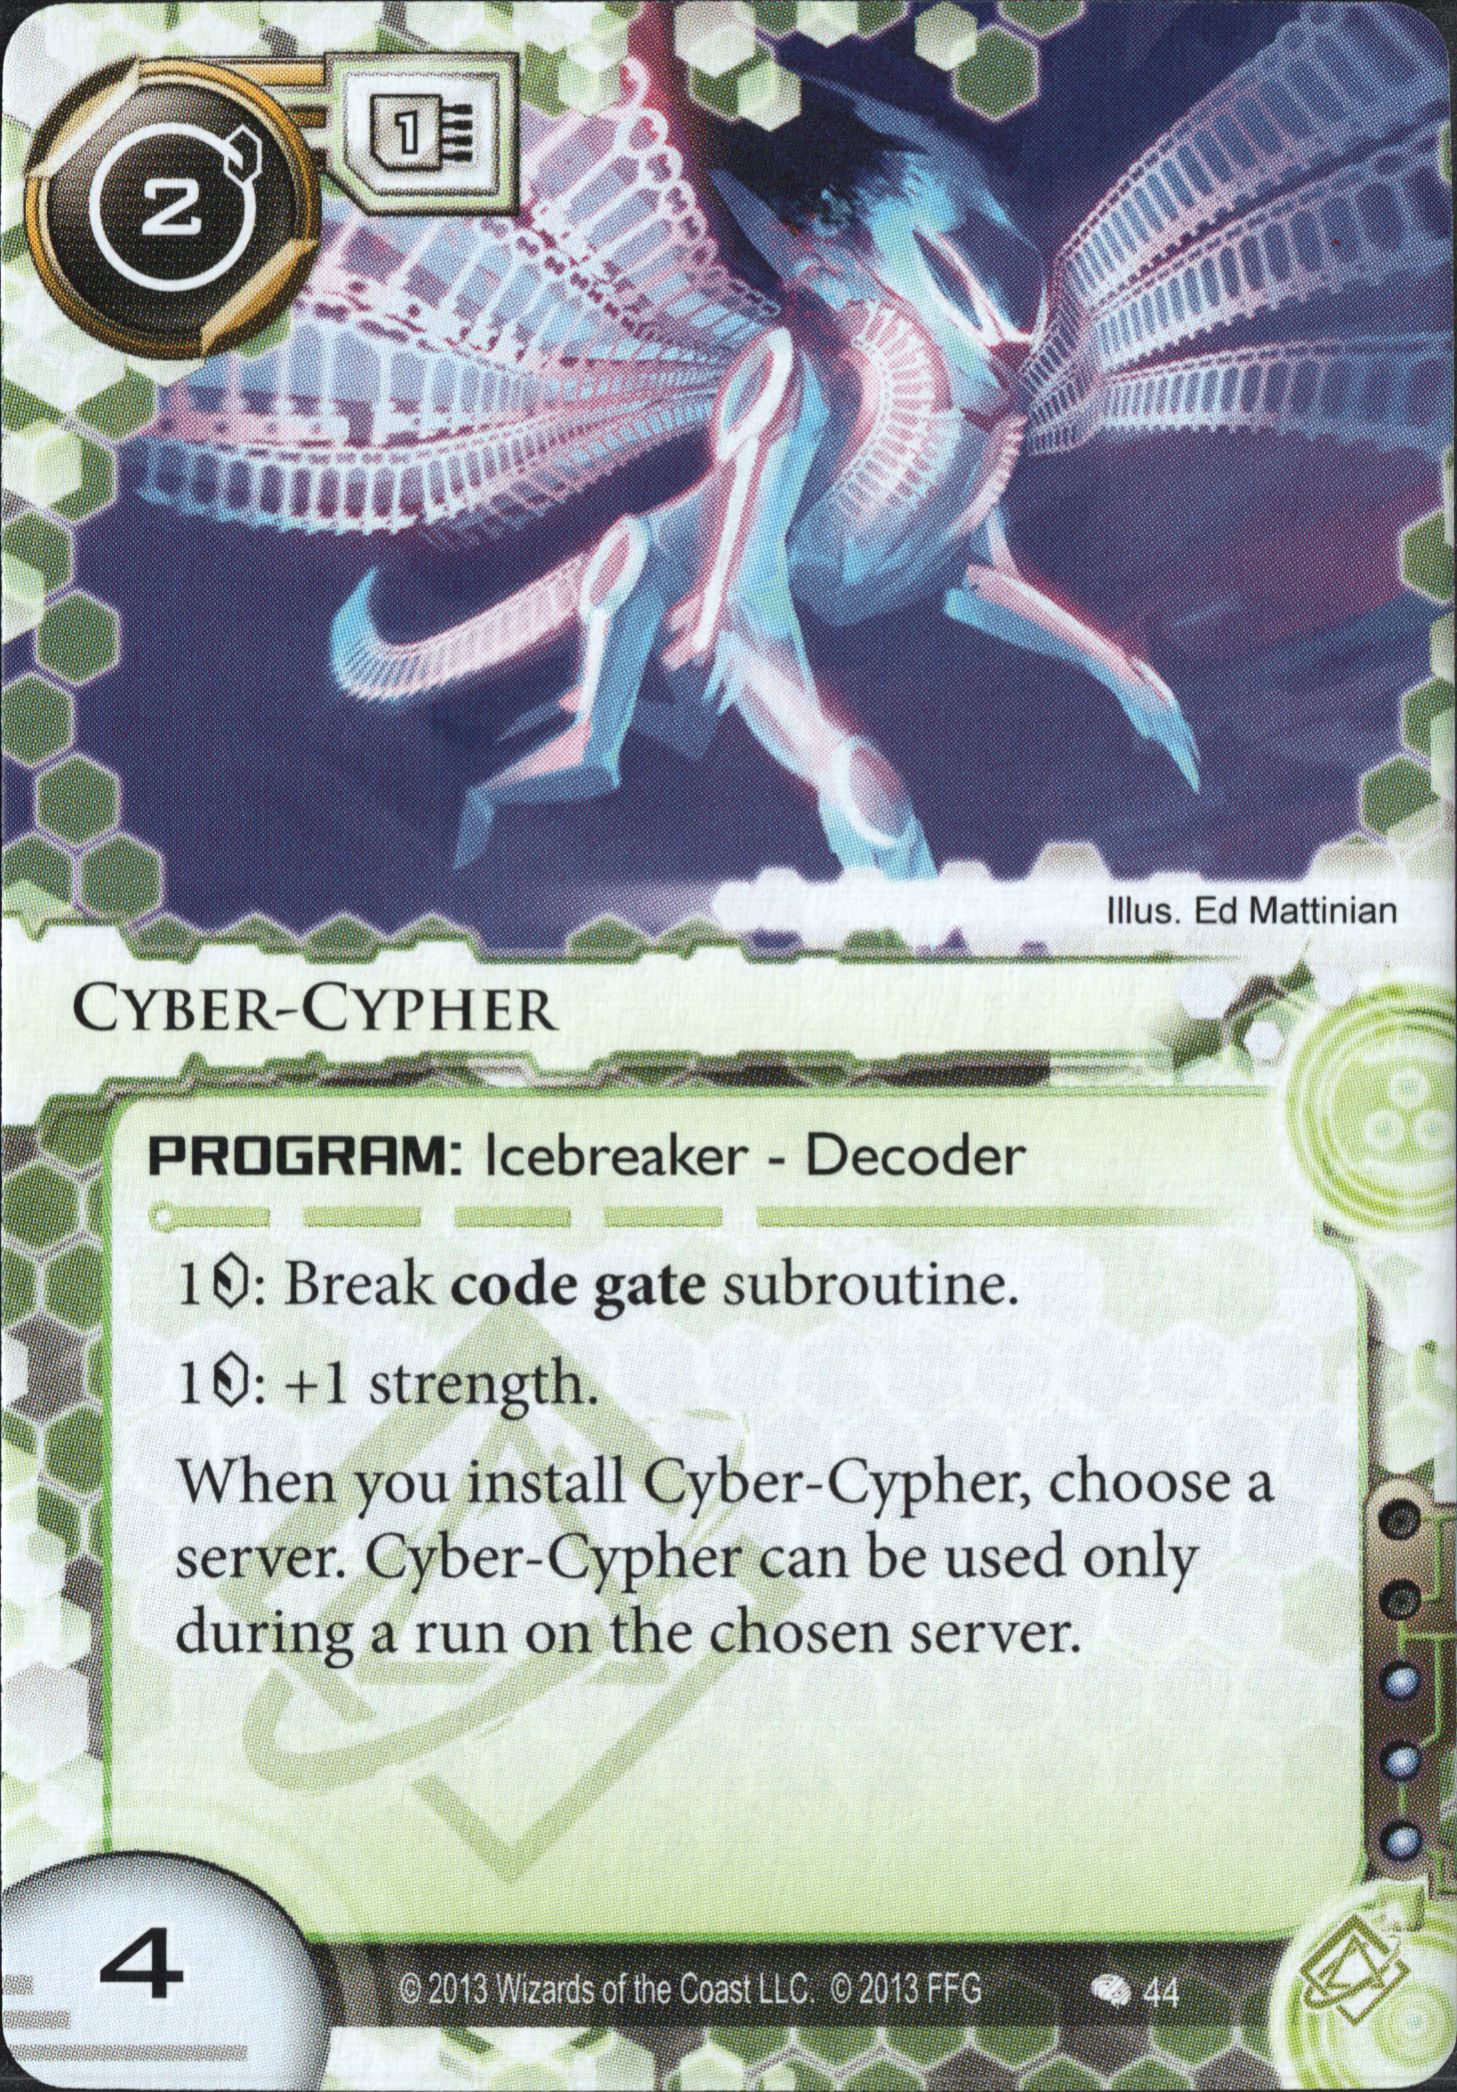 2
1
Illus. Ed Mattinian
CYBER-CYPHER
PROGRAM: Icebreaker - Decoder
1: Break code gate subroutine.
1: +1 strength.
When you install Cyber-Cypher, choose a
server. Cyber-Cypher can be used only
during a run on the chosen server.
4
© 2013 Wizards of the Coast LLC. © 2013 FFG
44